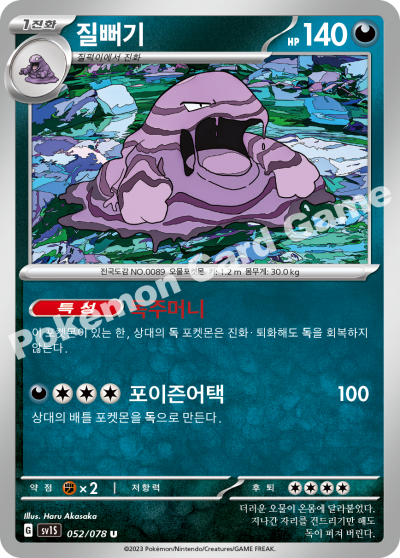 1진화
질뻐기
HP 140
질퍽이에서 진화
전국도감 NO.0089 오물포켓몬 키: 1.2 m 몸무게: 30.0 kg
특성 독주머니
이 포켓몬이 있는 한, 상대의 독 포켓몬은 진화·퇴화해도 독을 회복하지
않는다.
포이즌어택 100
상대의 배틀 포켓몬을 독으로 만든다.
약점 ×2 저항력 후퇴
Illus. Haru Akasaka
G sv1S 052/078 U
더러운 오물이 온몸에 달라붙었다.
지나간 자리를 건드리기만 해도
독이 퍼져 버린다.
©2023 Pokémon/Nintendo/Creatures/GAME FREAK.
Pokémon Card Game